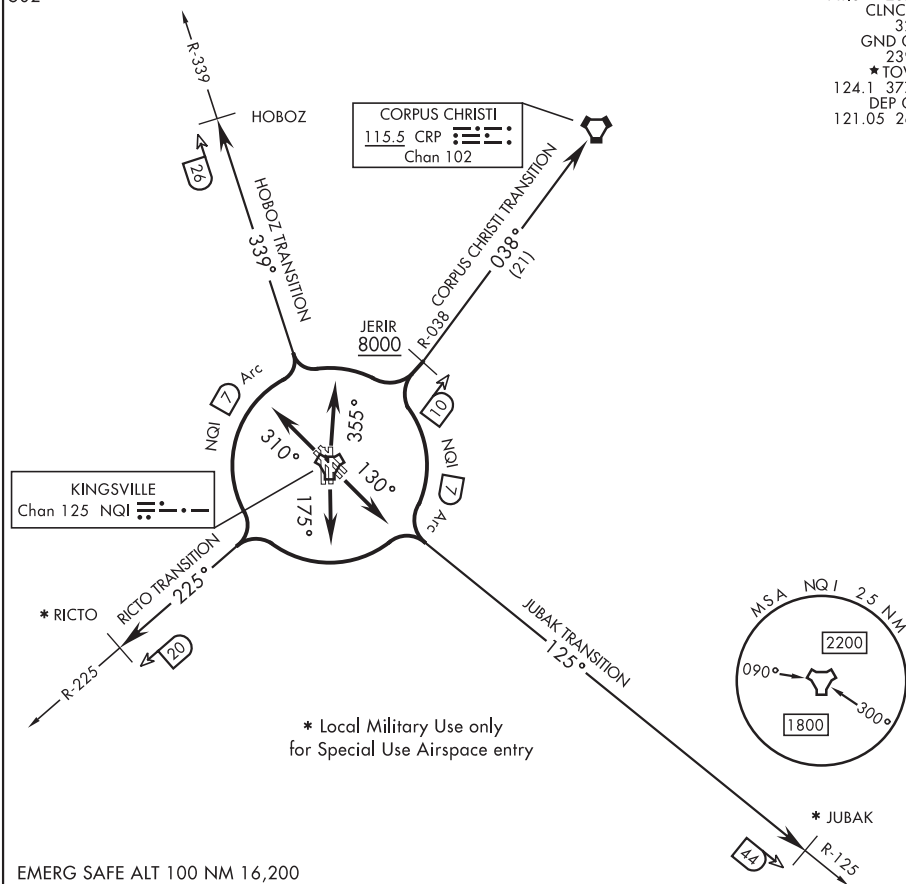 CLNC
GND C
★ TOW
DEP C
121.05
R-339
HOBOZ
26
HOBOZ TRANSITION
339°
CORPUS CHRISTI
115.5 CRP
Chan 102
CORPUS CHRISTI TRANSITION
038°
(21)
R-038
JERIR
8000
10
NQI 7 Arc
NQI 7 Arc
310°
355°
130°
175°
KINGSVILLE
Chan 125 NQI
RICTO TRANSITION
225°
* RICTO
20
R-225
JUBAK TRANSITION
125°
* Local Military Use only
for Special Use Airspace entry
MSA NQI 25 NM
2200
090°
300°
1800
* JUBAK
44
R-125
EMERG SAFE ALT 100 NM 16,200